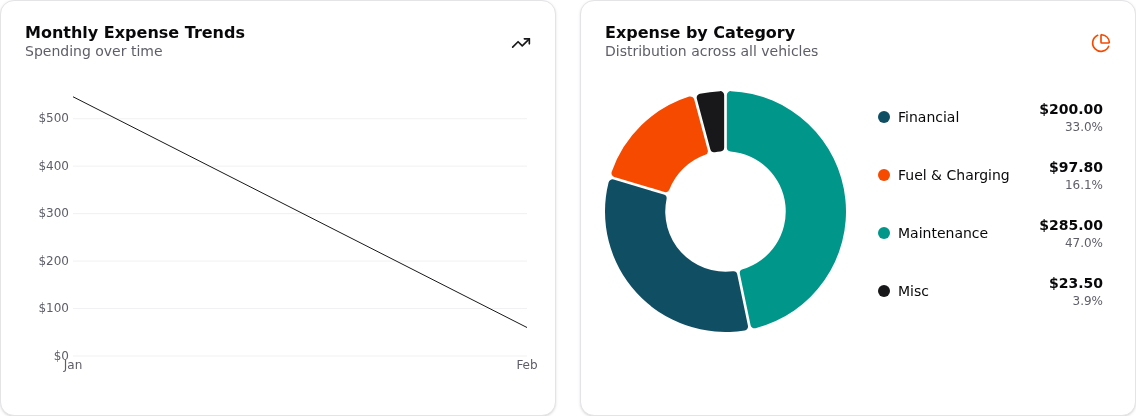 Monthly Expense Trends
Spending over time
$500
$400
$300
$200
$100
$0
Jan
Feb
Expense by Category
Distribution across all vehicles
Financial
$200.00
33.0%
Fuel & Charging
$97.80
16.1%
Maintenance
$285.00
47.0%
Misc
$23.50
3.9%